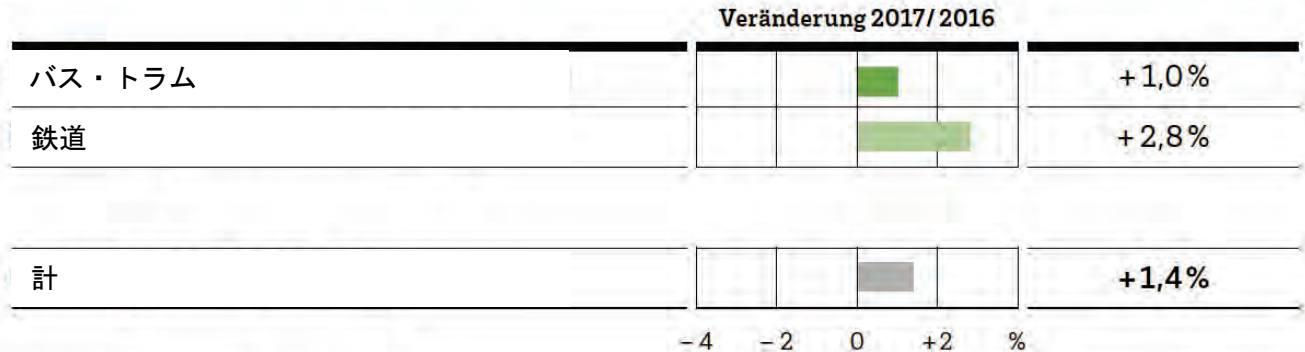 Veränderung 2017/2016
バス・トラム +1,0%
鉄道 +2,8%
計 +1,4%
−4 −2 0 +2 %